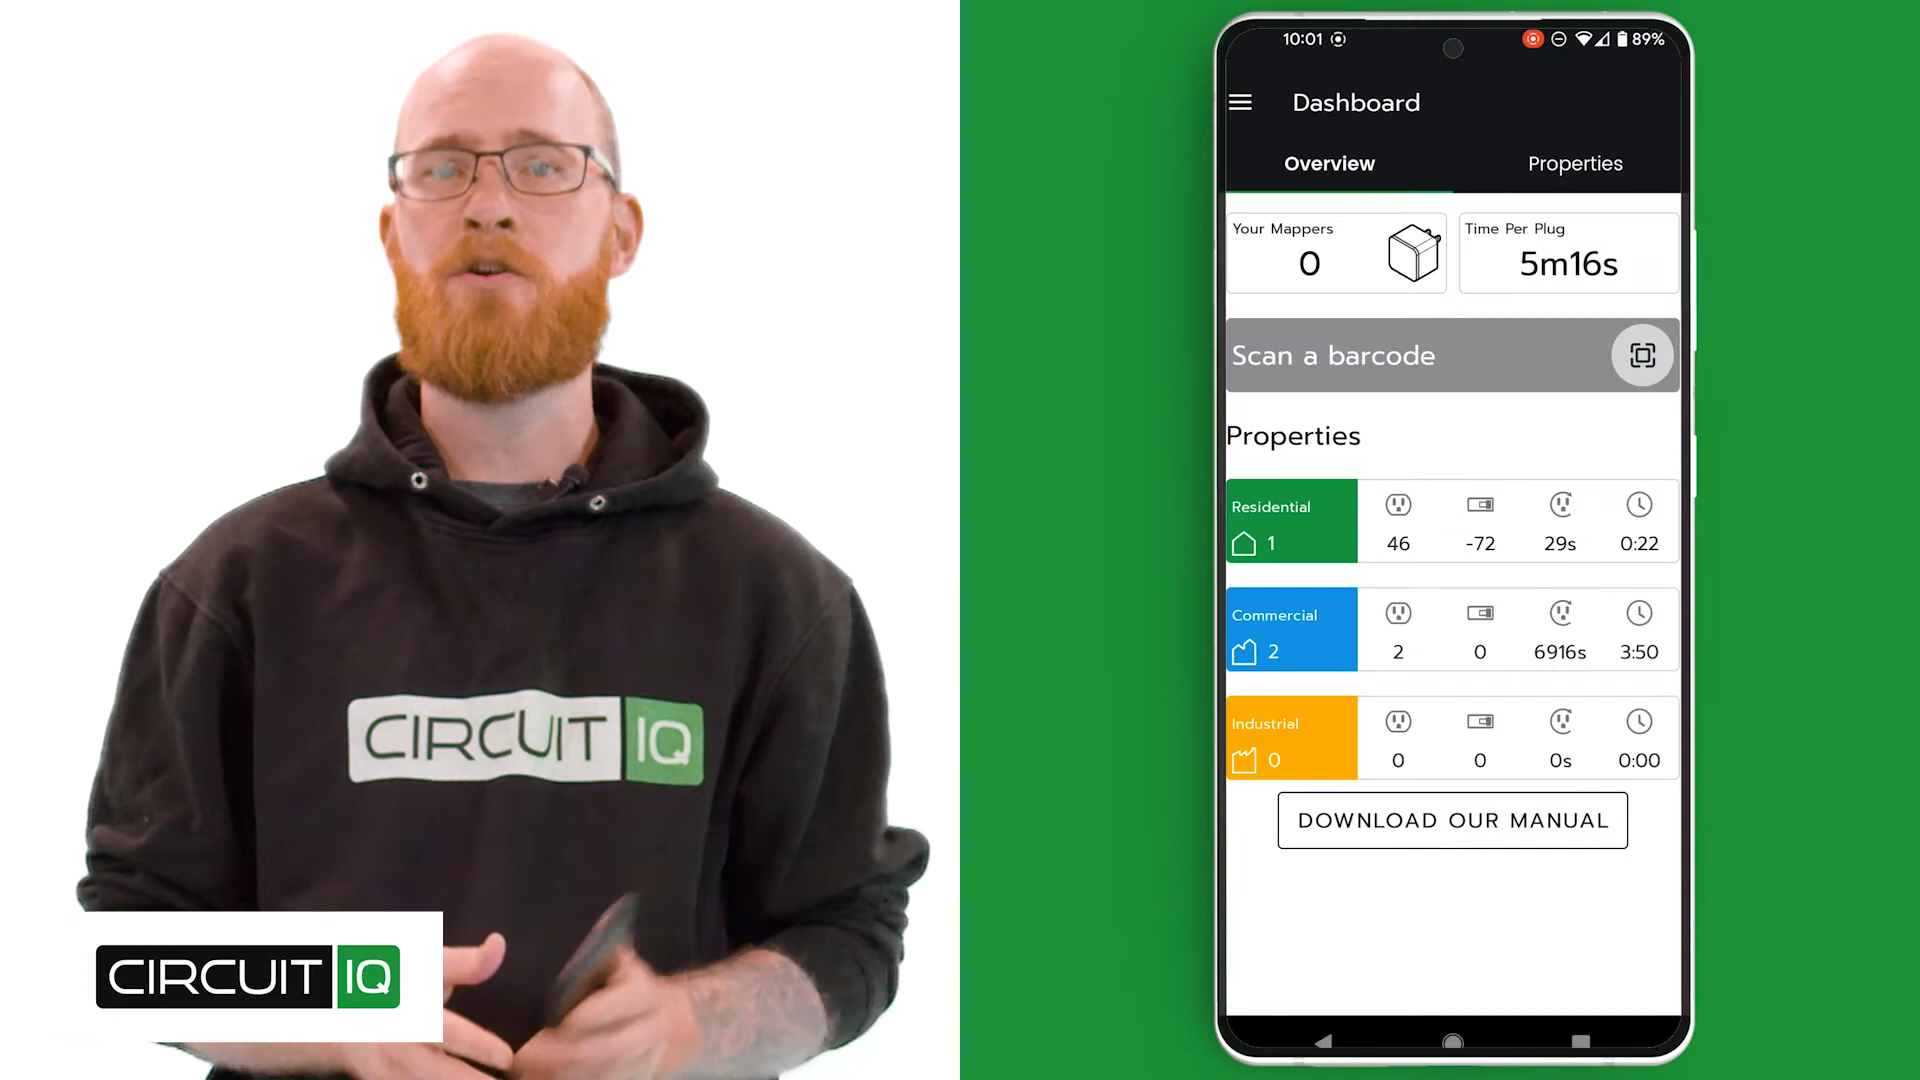 CIRCUIT IQ
CIRCUIT IQ
10:01 89%
Dashboard
Overview Properties
Your Mappers
0
Time Per Plug
5m16s
Scan a barcode
Properties
Residential
1 46 -72 29s 0:22
Commercial
2 2 0 6916s 3:50
Industrial
0 0 0 0s 0:00
DOWNLOAD OUR MANUAL